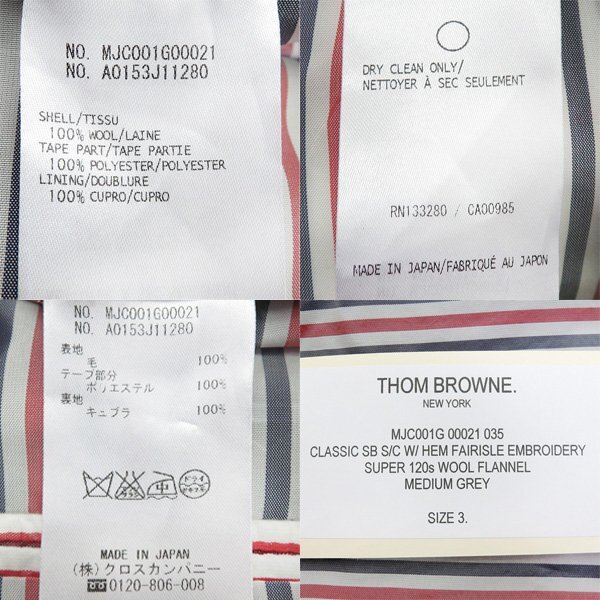 NO. MJC001G00021
NO. A0153J11280
SHELL/TISSU
100% WOOL/LAINE
TAPE PART/TAPE PARTIE
100% POLYESTER/POLYESTER
LINING/DOUBLURE
100% CUPRO/CUPRO
DRY CLEAN ONLY/
NETTOYER À SEC SEULEMENT
RN133280 / CA00985
MADE IN JAPAN/FABRIQUÉ AU JAPON
NO. MJC001G00021
NO. A0153J11280
表地
毛 100%
テープ部分
ポリエステル 100%
裏地
キュプラ 100%
ドライ
MADE IN JAPAN
(株)クロスカンパニー
0120-806-008
THOM BROWNE.
NEW YORK
MJC001G 00021 035
CLASSIC SB S/C W/ HEM FAIRISLE EMBROIDERY
SUPER 120s WOOL FLANNEL
MEDIUM GREY
SIZE 3.